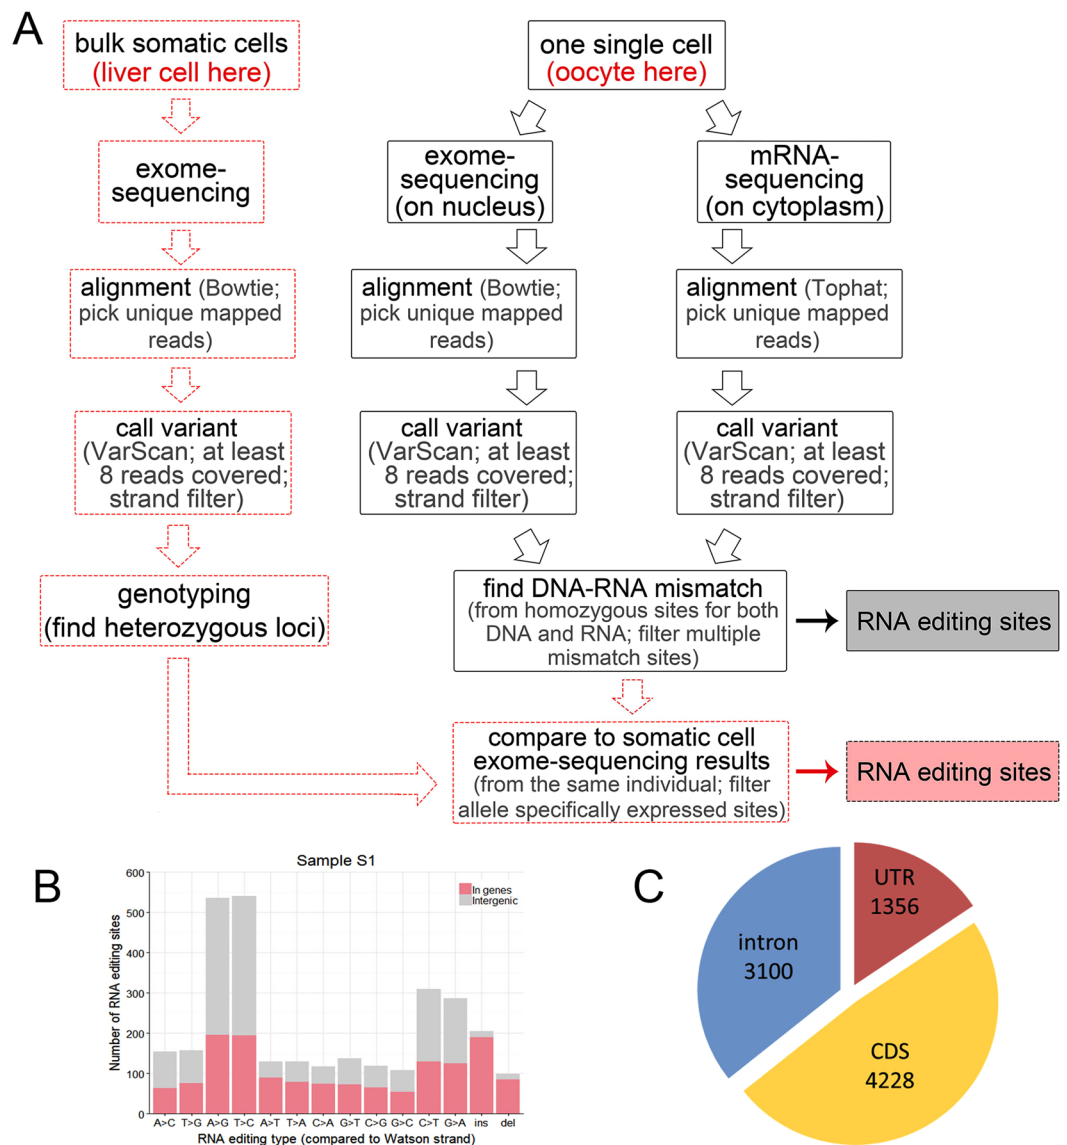 A
bulk somatic cells
(liver cell here)
one single cell
(oocyte here)
exome-
sequencing
exome-
sequencing
(on nucleus)
mRNA-
sequencing
(on cytoplasm)
alignment (Bowtie;
pick unique mapped
reads)
alignment (Bowtie;
pick unique mapped
reads)
alignment (Tophat;
pick unique mapped
reads)
call variant
(VarScan; at least
8 reads covered;
strand filter)
call variant
(VarScan; at least
8 reads covered;
strand filter)
call variant
(VarScan; at least
8 reads covered;
strand filter)
genotyping
(find heterozygous loci)
find DNA-RNA mismatch
(from homozygous sites for both
DNA and RNA; filter multiple
mismatch sites)
RNA editing sites
compare to somatic cell
exome-sequencing results
(from the same individual; filter
allele specifically expressed sites)
RNA editing sites
B
Sample S1
In genes
Intergenic
Number of RNA editing sites
600
500
400
300
200
100
0
A>C T>G A>G T>C A>T T>A C>A G>T C>G G>C C>T G>A ins del
RNA editing type (compared to Watson strand)
C
UTR
1356
intron
3100
CDS
4228